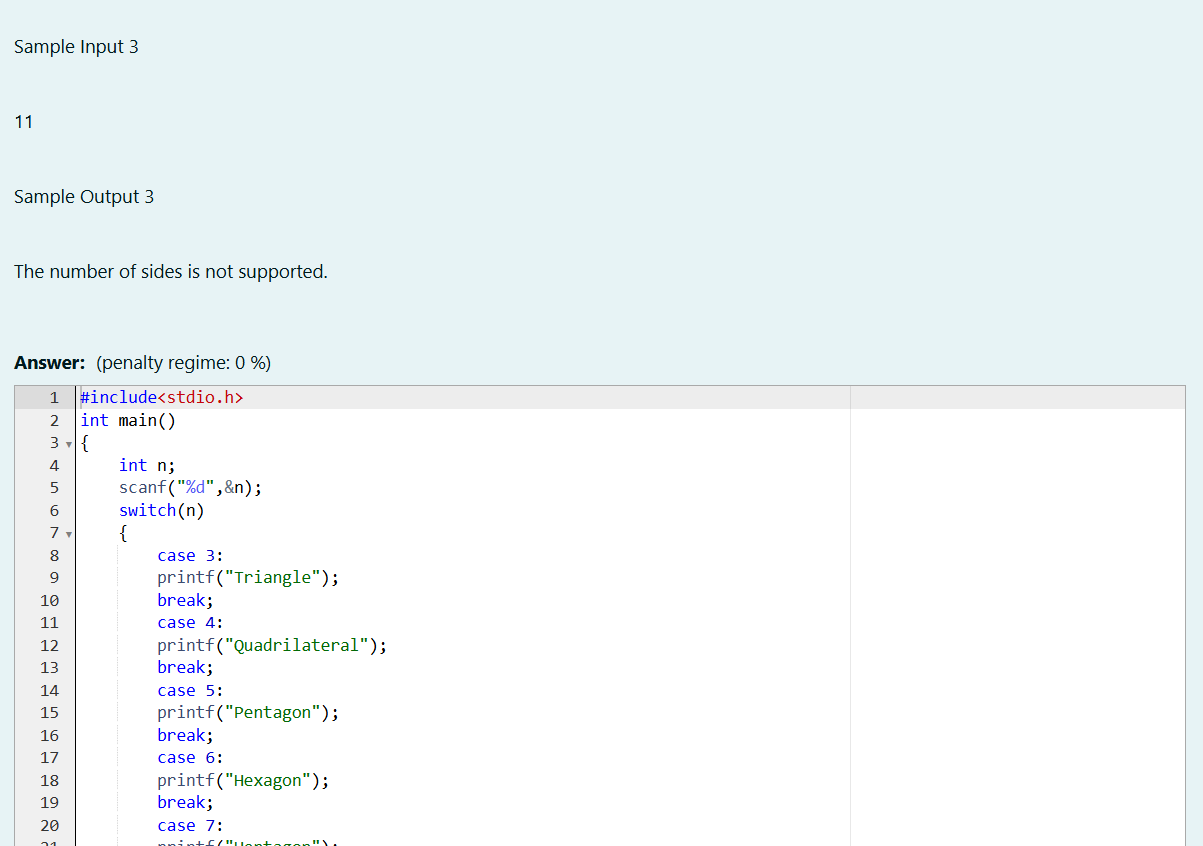 Sample Input 3
11
Sample Output 3
The number of sides is not supported.
Answer: (penalty regime: 0 %)
1 #include<stdio.h>
2 int main()
3 {
4 int n;
5 scanf("%d",&n);
6 switch(n)
7 {
8 case 3:
9 printf("Triangle");
10 break;
11 case 4:
12 printf("Quadrilateral");
13 break;
14 case 5:
15 printf("Pentagon");
16 break;
17 case 6:
18 printf("Hexagon");
19 break;
20 case 7:
21 printf("Heptagon");